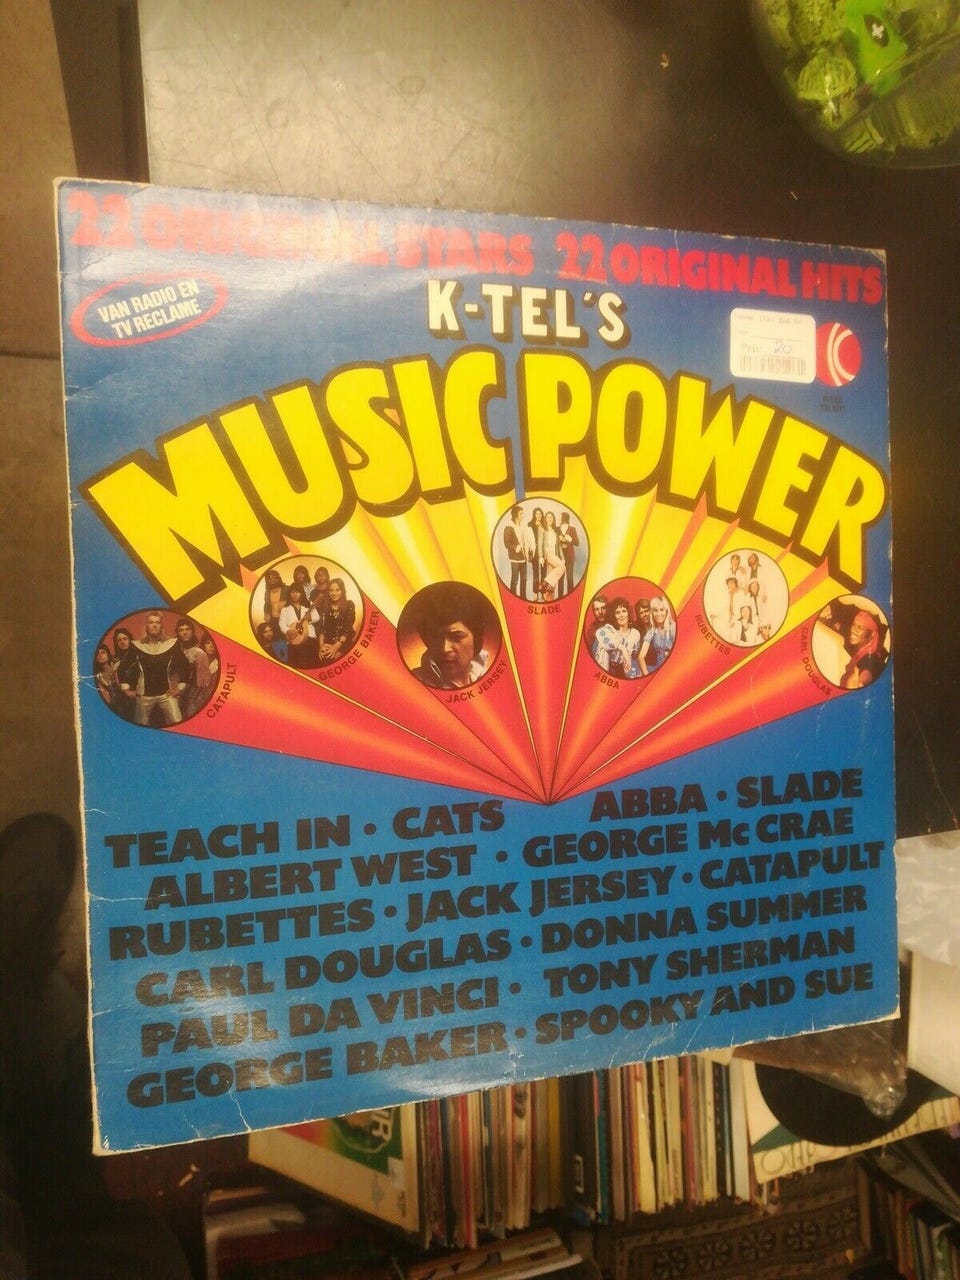 22 ORIGINAL STARS 22 ORIGINAL HITS
VAN RADIO EN
TV RECLAME
K-TEL'S
Pris: 20
MUSIC POWER
CATAPULT
GEORGE BAKER
JACK JERSEY
SLADE
ABBA
RUBETTES
CARL DOUGLAS
TEACH IN • CATS ABBA • SLADE
ALBERT WEST • GEORGE Mc CRAE
RUBETTES • JACK JERSEY • CATAPULT
CARL DOUGLAS • DONNA SUMMER
PAUL DA VINCI • TONY SHERMAN
GEORGE BAKER • SPOOKY AND SUE